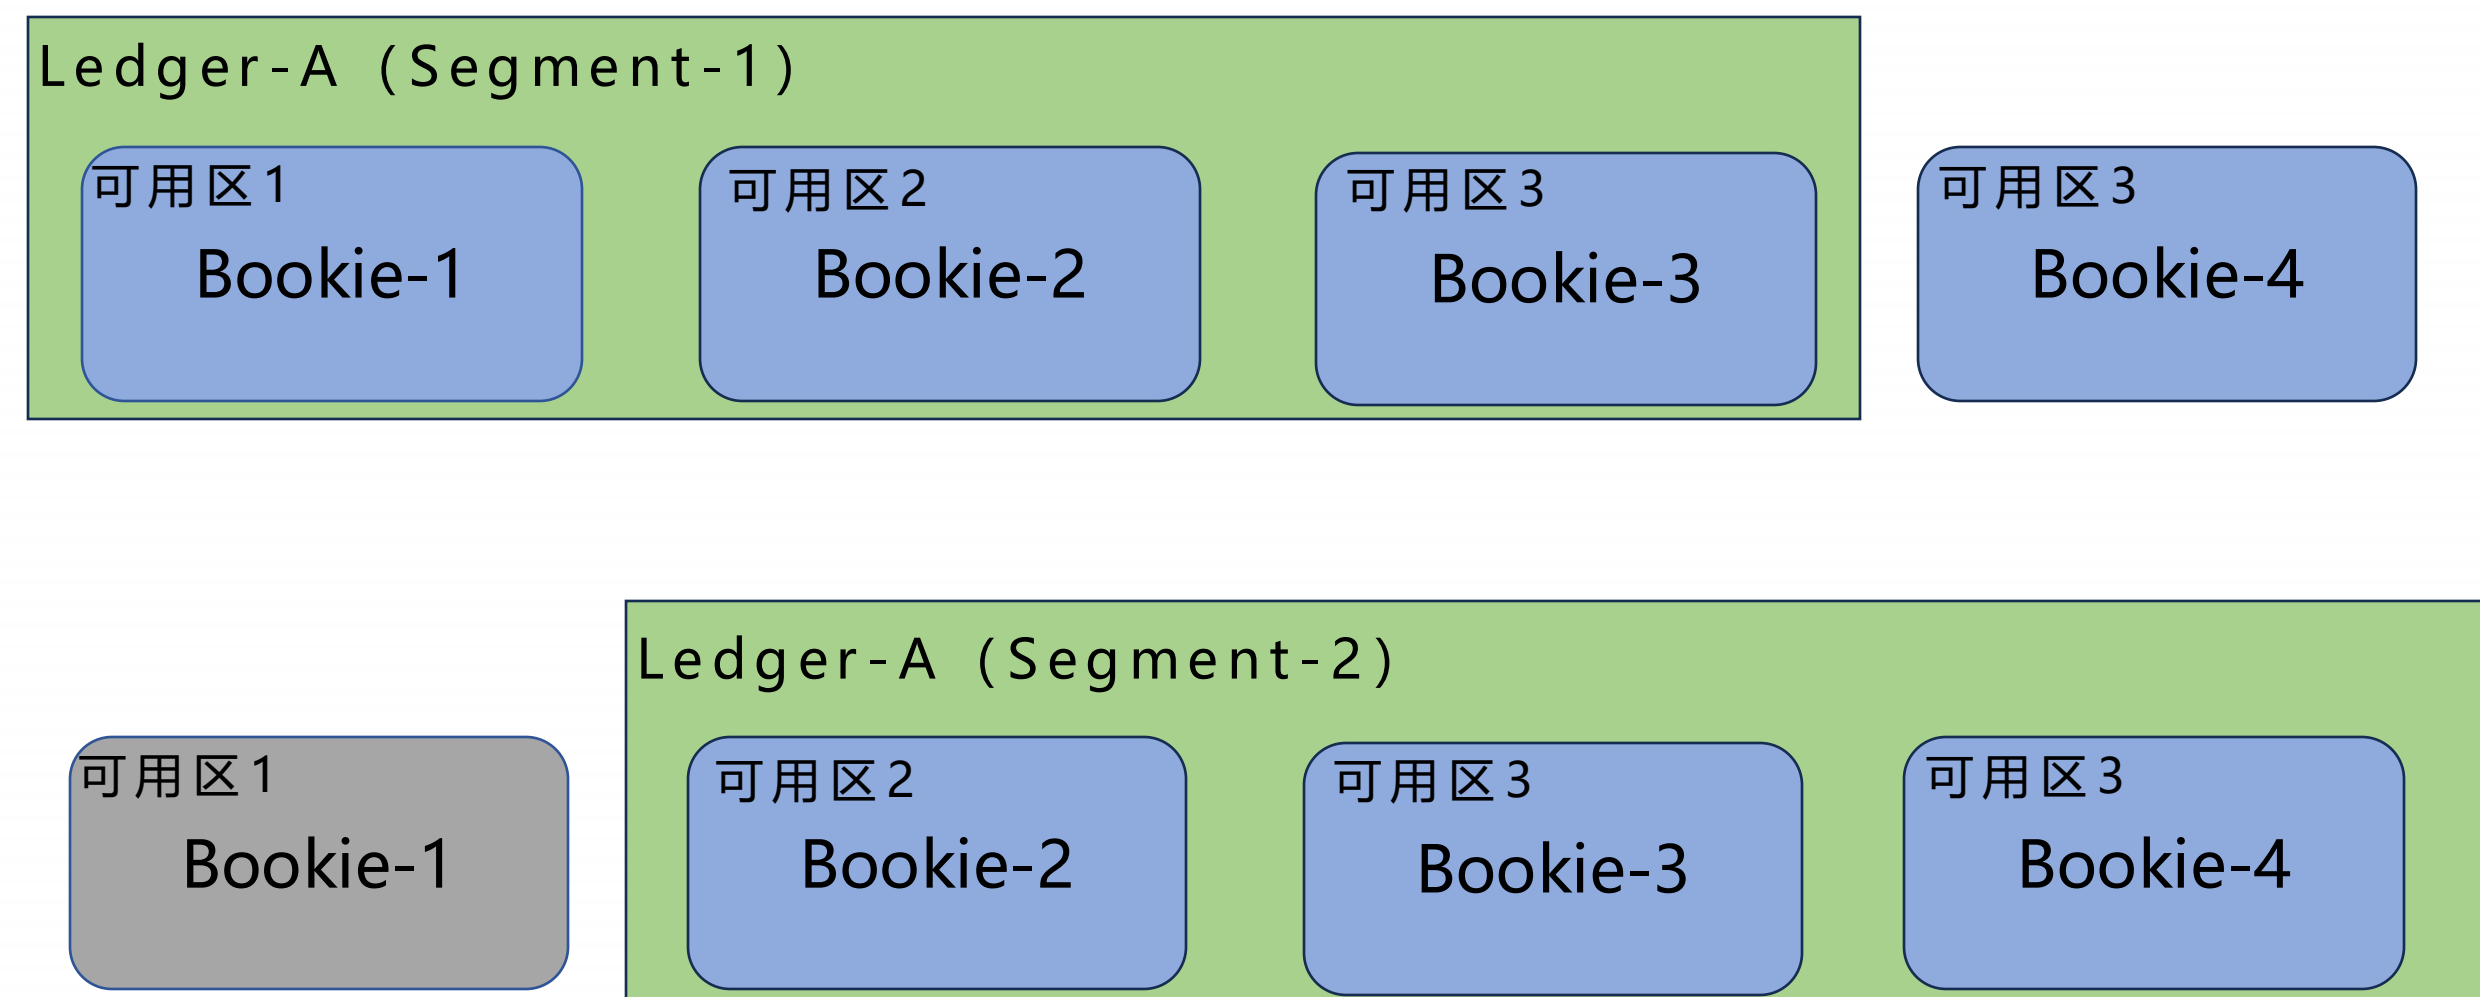 Ledger-A (Segment-1)
可用区1
Bookie-1
可用区2
Bookie-2
可用区3
Bookie-3
可用区3
Bookie-4
Ledger-A (Segment-2)
可用区1
Bookie-1
可用区2
Bookie-2
可用区3
Bookie-3
可用区3
Bookie-4